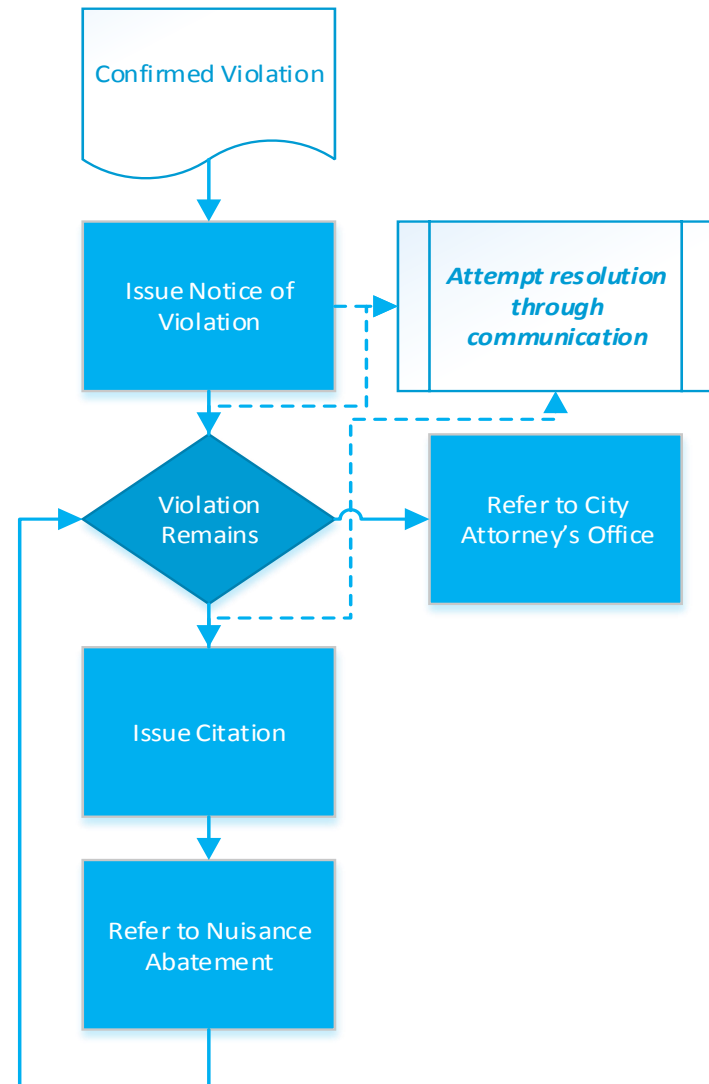 Confirmed Violation
Issue Notice of
Violation
Attempt resolution
through
communication
Violation
Remains
Refer to City
Attorney's Office
Issue Citation
Refer to Nuisance
Abatement